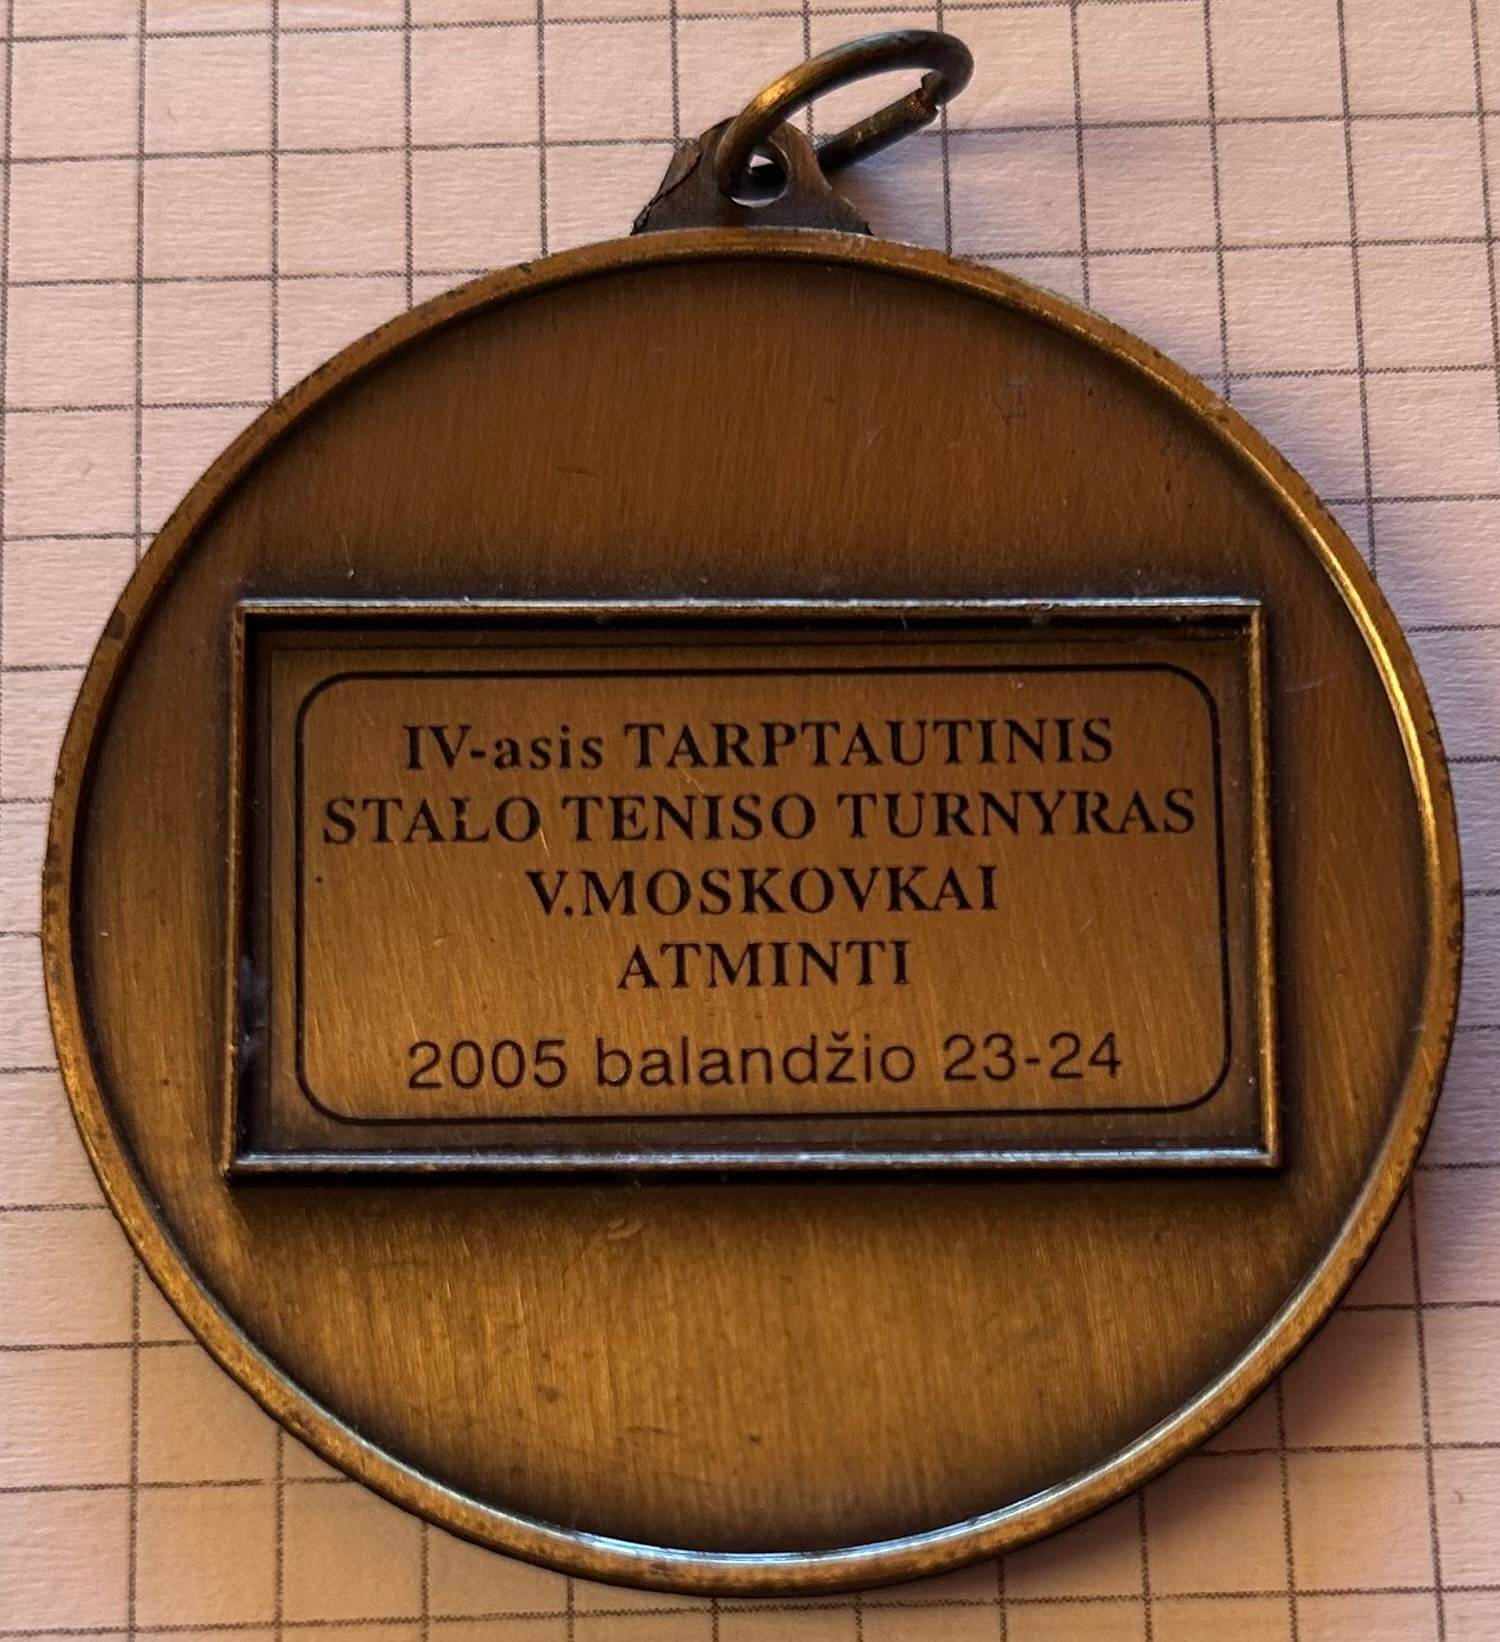 IV-asis TARPTAUTINIS
STALO TENISO TURNYRAS
V.MOSKOVKAI
ATMINTI
2005 balandžio 23-24